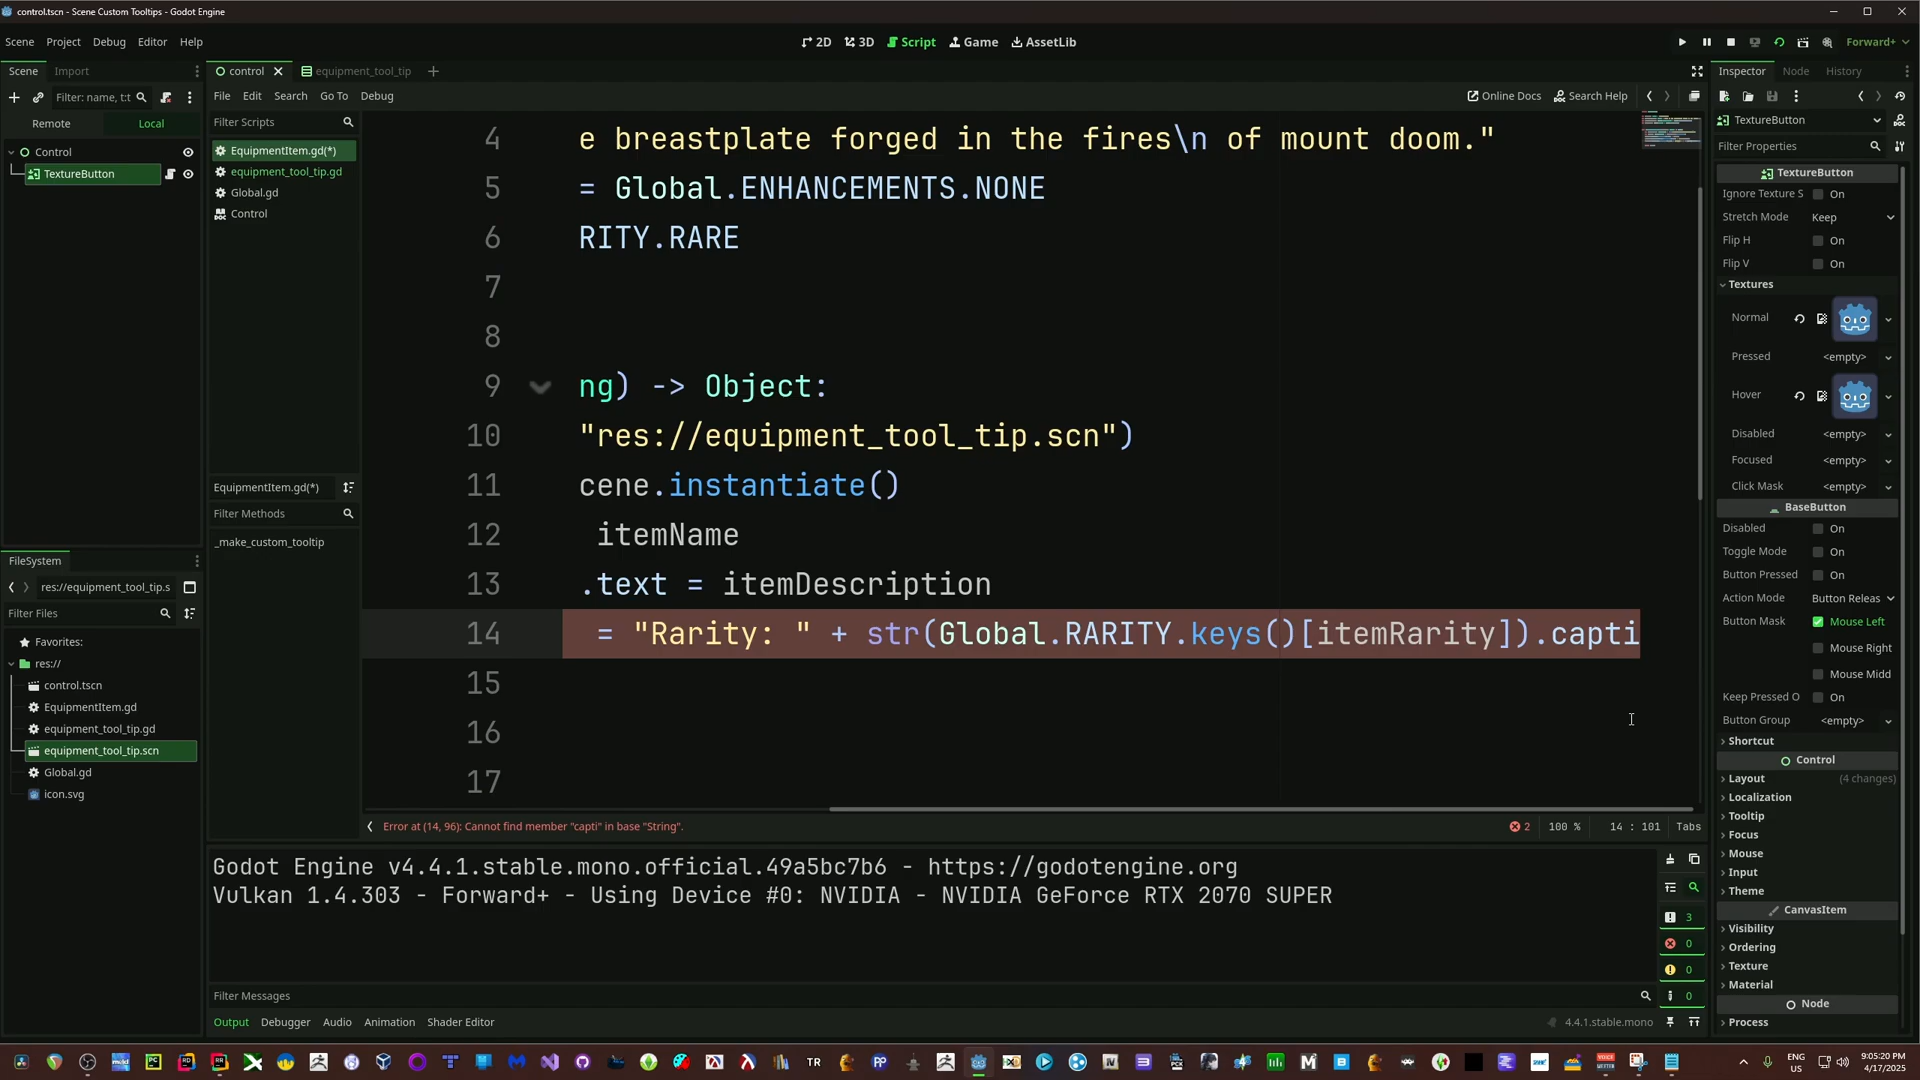 control.tscn - Scene Custom Tooltips - Godot Engine
Scene Project Debug Editor Help
2D 3D Script Game AssetLib
Forward+
Scene Import
control equipment_tool_tip
Inspector Node History
Filter: name, t:t
File Edit Search Go To Debug
Online Docs Search Help
Remote Local
Filter Scripts
TextureButton
Control
TextureButton
EquipmentItem.gd(*)
equipment_tool_tip.gd
Global.gd
Control
EquipmentItem.gd(*)
Filter Methods
_make_custom_tooltip
4 e breastplate forged in the fires\n of mount doom."
5 = Global.ENHANCEMENTS.NONE
6 RITY.RARE
7
8
9 ng) -> Object:
10 "res://equipment_tool_tip.scn")
11 cene.instantiate()
12 itemName
13 .text = itemDescription
14 = "Rarity: " + str(Global.RARITY.keys()[itemRarity]).capti
15
16
17
Error at (14, 96): Cannot find member "capti" in base "String".
2 100 % 14 : 101 Tabs
FileSystem
res://equipment_tool_tip.s
Filter Files
Favorites:
res://
control.tscn
EquipmentItem.gd
equipment_tool_tip.gd
equipment_tool_tip.scn
Global.gd
icon.svg
Godot Engine v4.4.1.stable.mono.official.49a5bc7b6 - https://godotengine.org
Vulkan 1.4.303 - Forward+ - Using Device #0: NVIDIA - NVIDIA GeForce RTX 2070 SUPER
3
0
0
0
Filter Messages
Output Debugger Audio Animation Shader Editor
4.4.1.stable.mono
Filter Properties
TextureButton
Ignore Texture S On
Stretch Mode Keep
Flip H On
Flip V On
Textures
Normal
Pressed <empty>
Hover
Disabled <empty>
Focused <empty>
Click Mask <empty>
BaseButton
Disabled On
Toggle Mode On
Button Pressed On
Action Mode Button Releas
Button Mask Mouse Left
Mouse Right
Mouse Midd
Keep Pressed O On
Button Group <empty>
Shortcut
Control
Layout (4 changes)
Localization
Tooltip
Focus
Mouse
Input
Theme
CanvasItem
Visibility
Ordering
Texture
Material
Node
Process
ENG
US
9:05:20 PM
4/17/2025